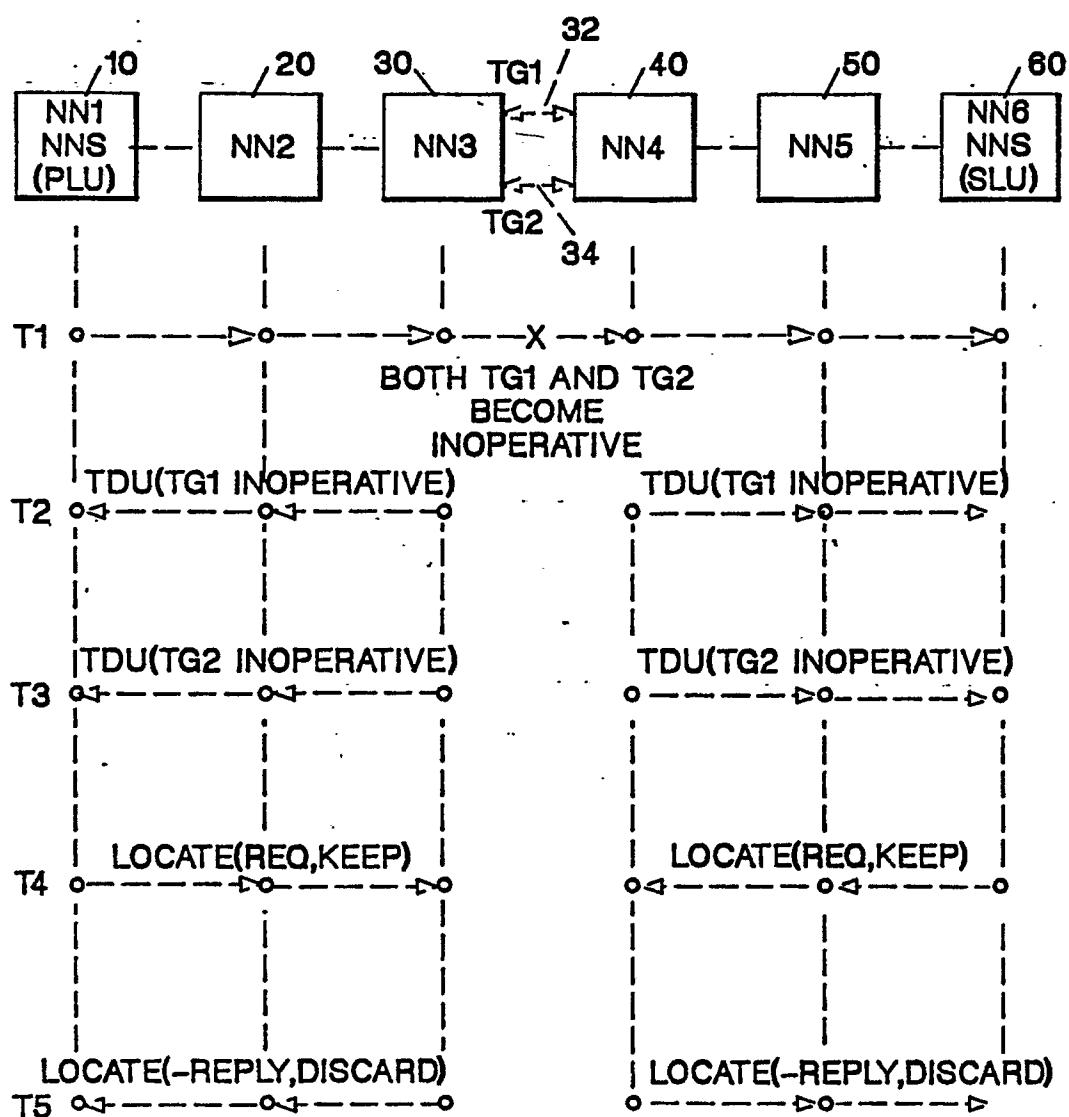 10 20 30 32 40 50 60
TG1
NN1
NNS
(PLU)
NN2
NN3
NN4
NN5
NN6
NNS
(SLU)
TG2
34
T1 X
BOTH TG1 AND TG2
BECOME
INOPERATIVE
TDU(TG1 INOPERATIVE) TDU(TG1 INOPERATIVE)
T2
TDU(TG2 INOPERATIVE) TDU(TG2 INOPERATIVE)
T3
LOCATE(REQ,KEEP) LOCATE(REQ,KEEP)
T4
LOCATE(-REPLY,DISCARD) LOCATE(-REPLY,DISCARD)
T5